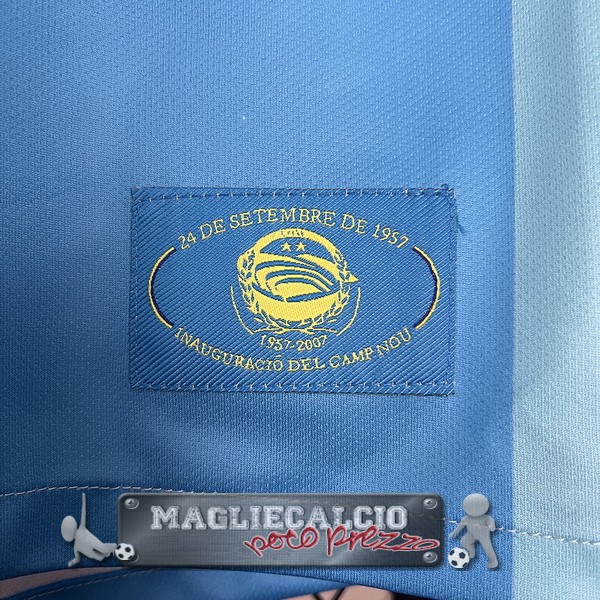 24 DE SETEMBRE DE 1957
1957-2007
INAUGURACIÓ DEL CAMP NOU
MAGLIECALCIO
poco prezzo